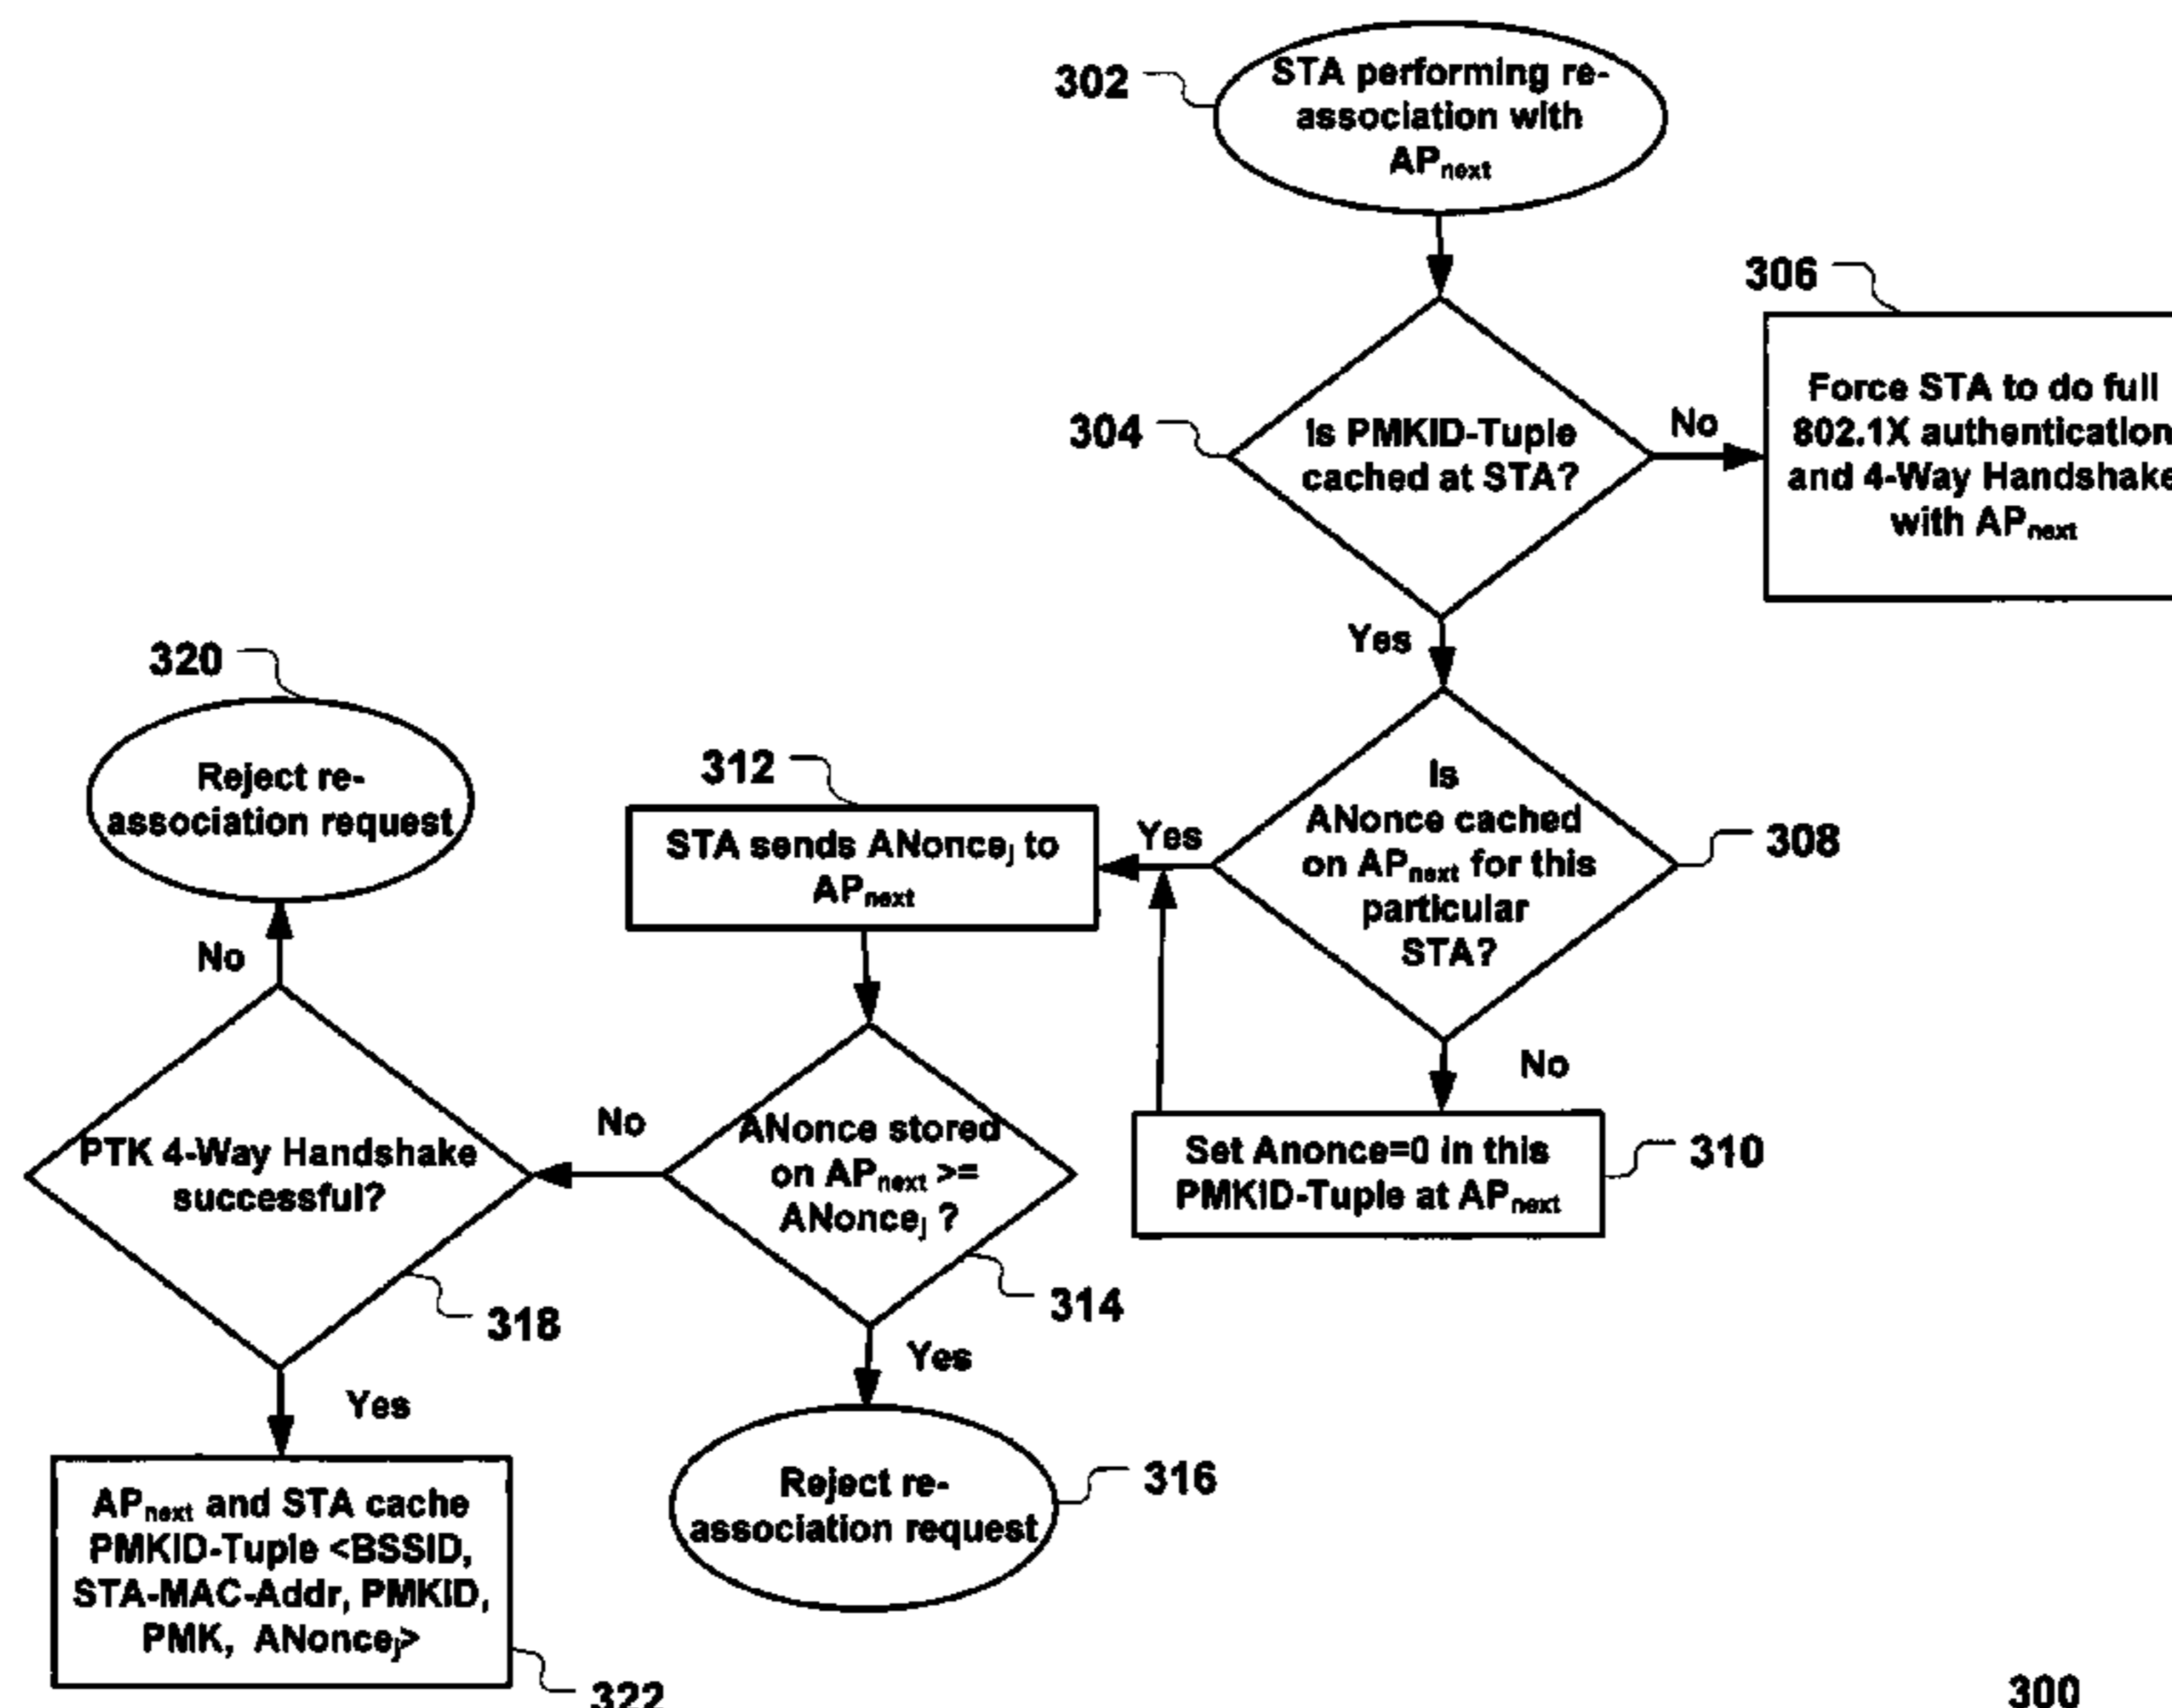 302
STA performing re-
association with
APnext
306
304
Is PMKID-Tuple
cached at STA?
No
Force STA to do full
802.1X authentication
and 4-Way Handshake
with APnext
Yes
320
Reject re-
association request
312
STA sends ANoncej to
APnext
Yes
Is
ANonce cached
on APnext for this
particular
STA?
308
No
No
PTK 4-Way Handshake
successful?
318
No
ANonce stored
on APnext >=
ANoncej ?
314
Set Anonce=0 in this
PMKID-Tuple at APnext
310
Yes
Yes
APnext and STA cache
PMKID-Tuple <BSSID,
STA-MAC-Addr, PMKID,
PMK, ANoncej>
322
Reject re-
association request
316
300